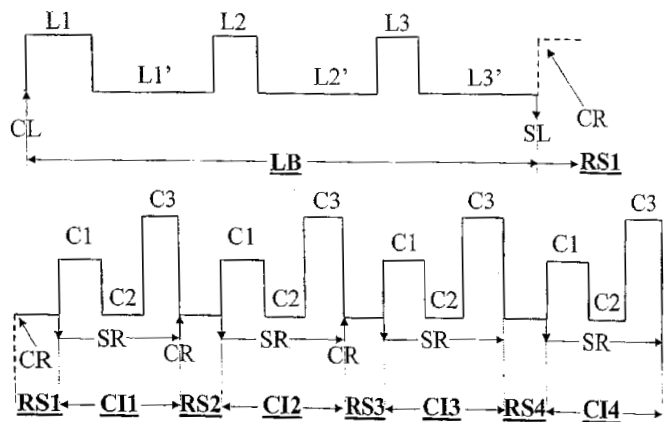 L1 L2 L3
L1' L2' L3'
CL SL CR
LB RS1
C3 C3 C3 C3
C1 C1 C1 C1
C2 C2 C2 C2
CR SR CR SR CR SR SR
RS1 CI1 RS2 CI2 RS3 CI3 RS4 CI4